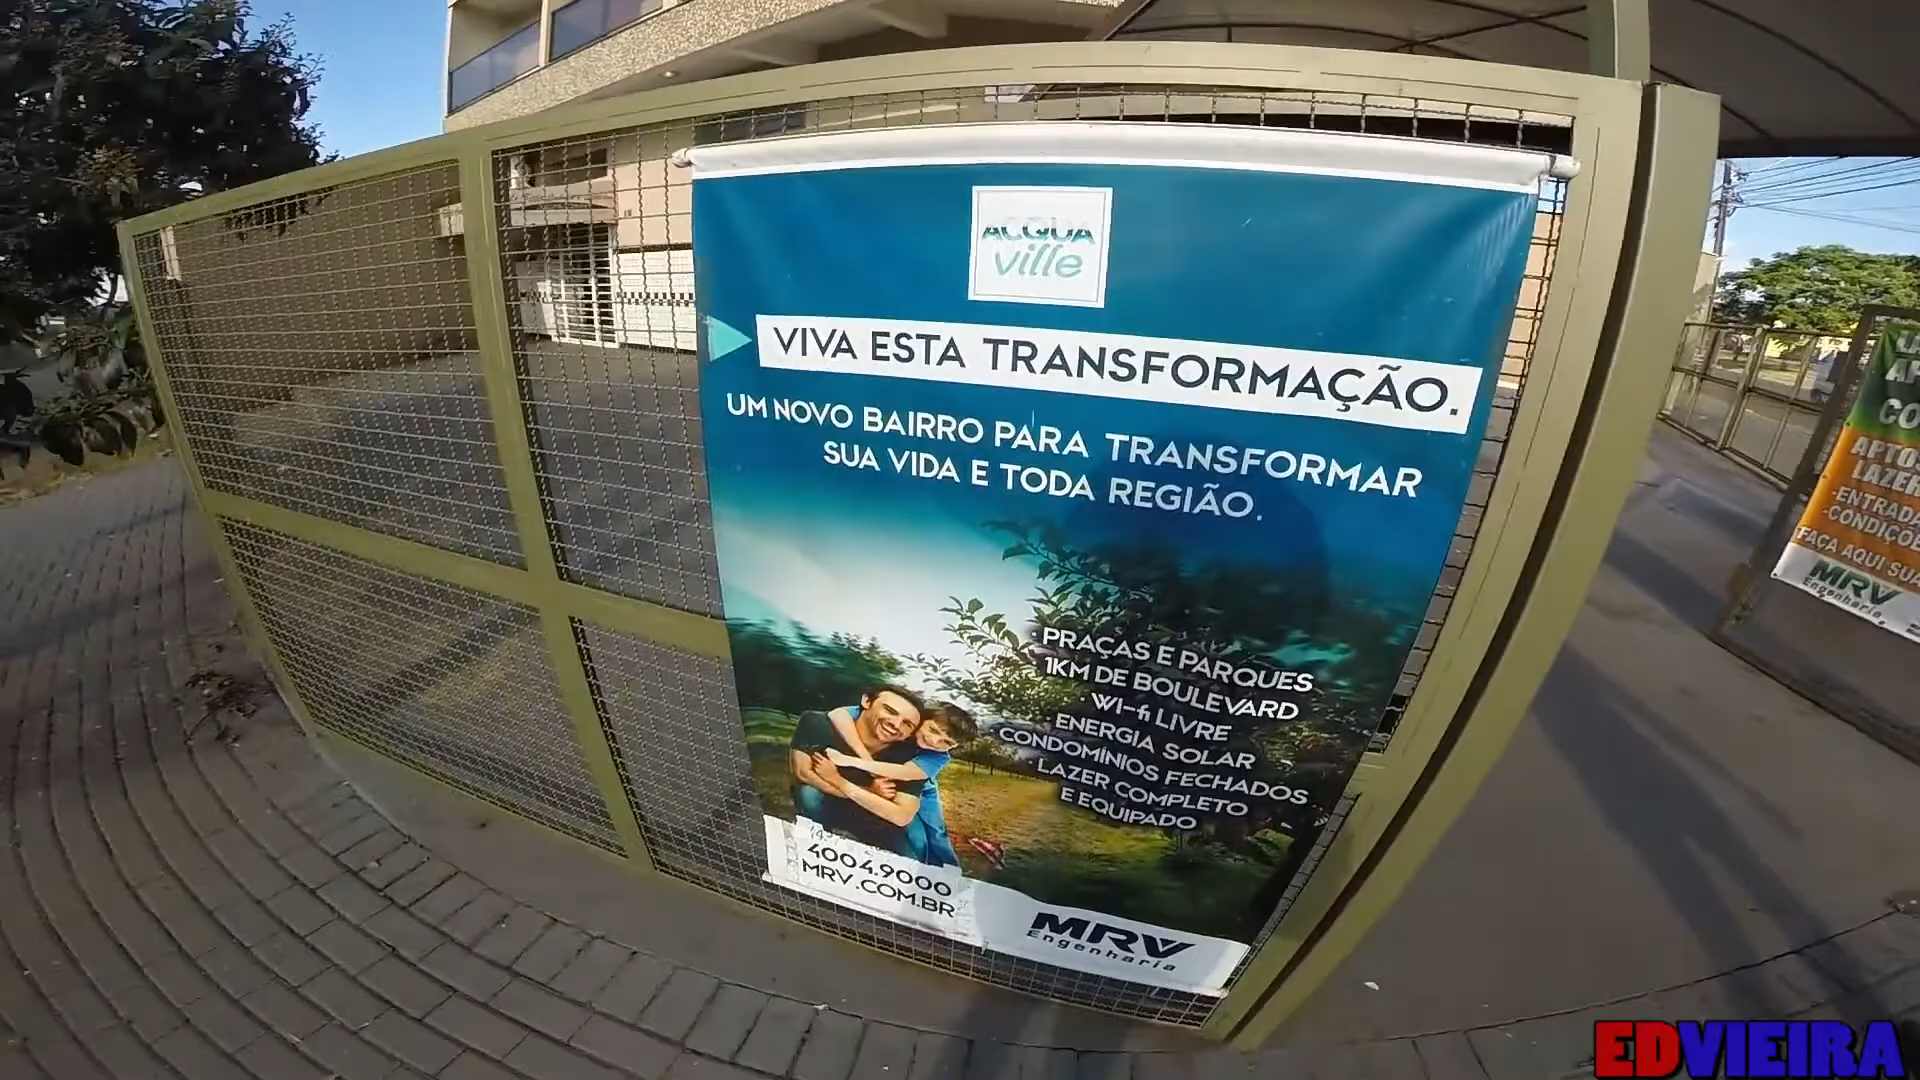 ACQUA
ville
VIVA ESTA TRANSFORMAÇÃO.
UM NOVO BAIRRO PARA TRANSFORMAR
SUA VIDA E TODA REGIÃO.
· PRAÇAS E PARQUES
1KM DE BOULEVARD
WI-fi LIVRE
ENERGIA SOLAR
CONDOMÍNIOS FECHADOS
· LAZER COMPLETO
E EQUIPADO
4004.9000
MRV.COM.BR
MRV
Engenharia
CO
APTOS
LAZER
·ENTRADA
·CONDIÇÕE
FAÇA AQUI SUA
MRV
Engenharia
EDVIEIRA